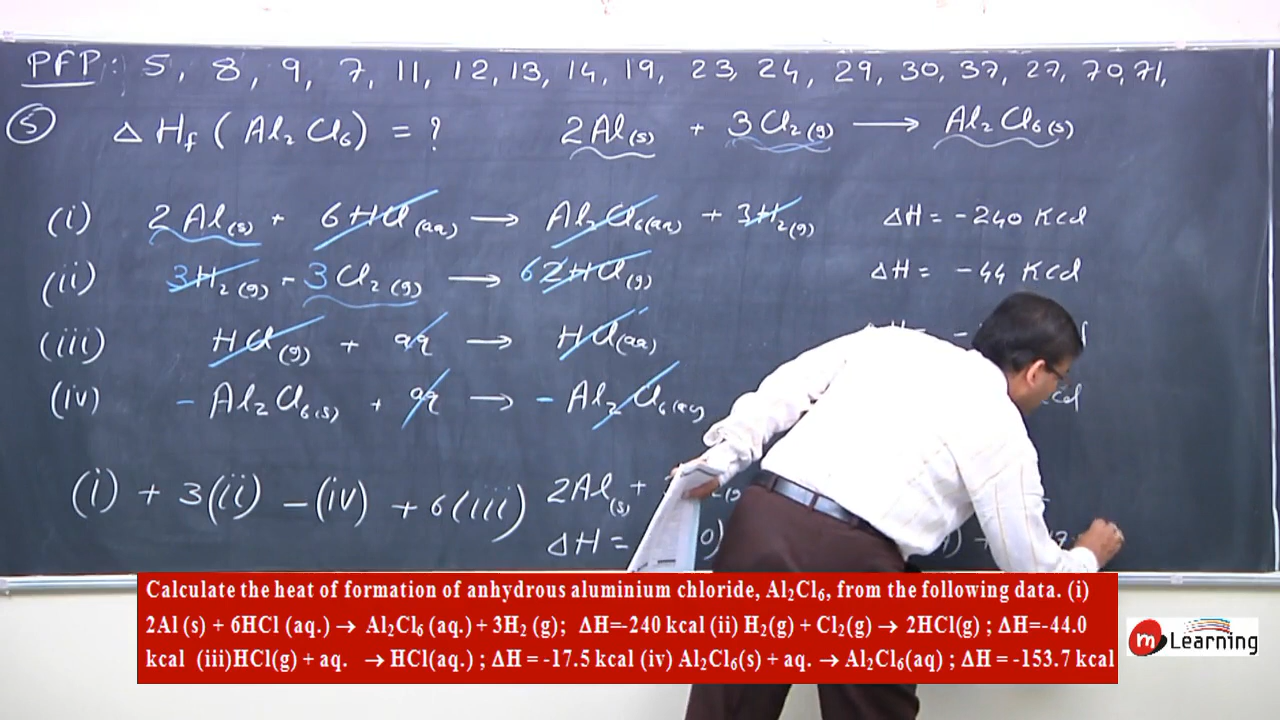 PFP: 5, 8, 9, 7, 11, 12, 13, 14, 19, 23, 24, 29, 30, 37, 27, 70, 71,
5 ΔHf (Al₂Cl₆) = ? 2Al(s) + 3Cl₂(g) → Al₂Cl₆(s)
(i) 2Al(s) + 6HCl(aq) → Al₂Cl₆(aq) + 3H₂(g) ΔH = -240 Kcal
(ii) 3H₂(g) - 3Cl₂(g) → 6 2HCl(g) ΔH = -44 Kcal
(iii) HCl(g) + aq → HCl(aq)
(iv) - Al₂Cl₆(s) + aq → - Al₂Cl₆(aq)
(i) + 3(ii) - (iv) + 6(iii) 2Al(s) +
ΔH =
Calculate the heat of formation of anhydrous aluminium chloride, Al₂Cl₆, from the following data. (i)
2Al (s) + 6HCl (aq.) → Al₂Cl₆ (aq.) + 3H₂ (g); ΔH=-240 kcal (ii) H₂(g) + Cl₂(g) → 2HCl(g) ; ΔH=-44.0
kcal (iii)HCl(g) + aq. → HCl(aq.) ; ΔH = -17.5 kcal (iv) Al₂Cl₆(s) + aq. → Al₂Cl₆(aq) ; ΔH = -153.7 kcal
m Learning